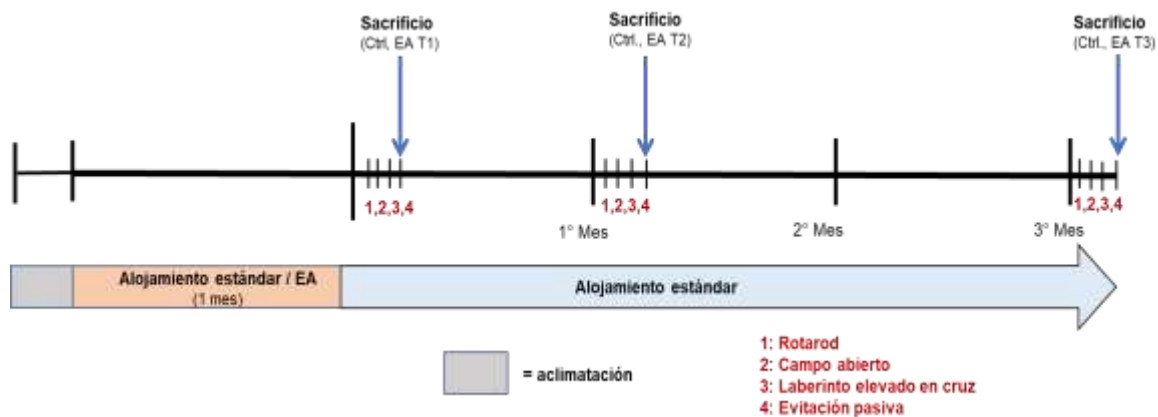 Sacrificio
(Ctrl, EA T1)
Sacrificio
(Ctrl., EA T2)
Sacrificio
(Ctrl., EA T3)
1,2,3,4
1,2,3,4
1,2,3,4
1° Mes
2° Mes
3° Mes
Alojamiento estándar / EA
(1 mes)
Alojamiento estándar
= aclimatación
1: Rotarod
2: Campo abierto
3: Laberinto elevado en cruz
4: Evitación pasiva